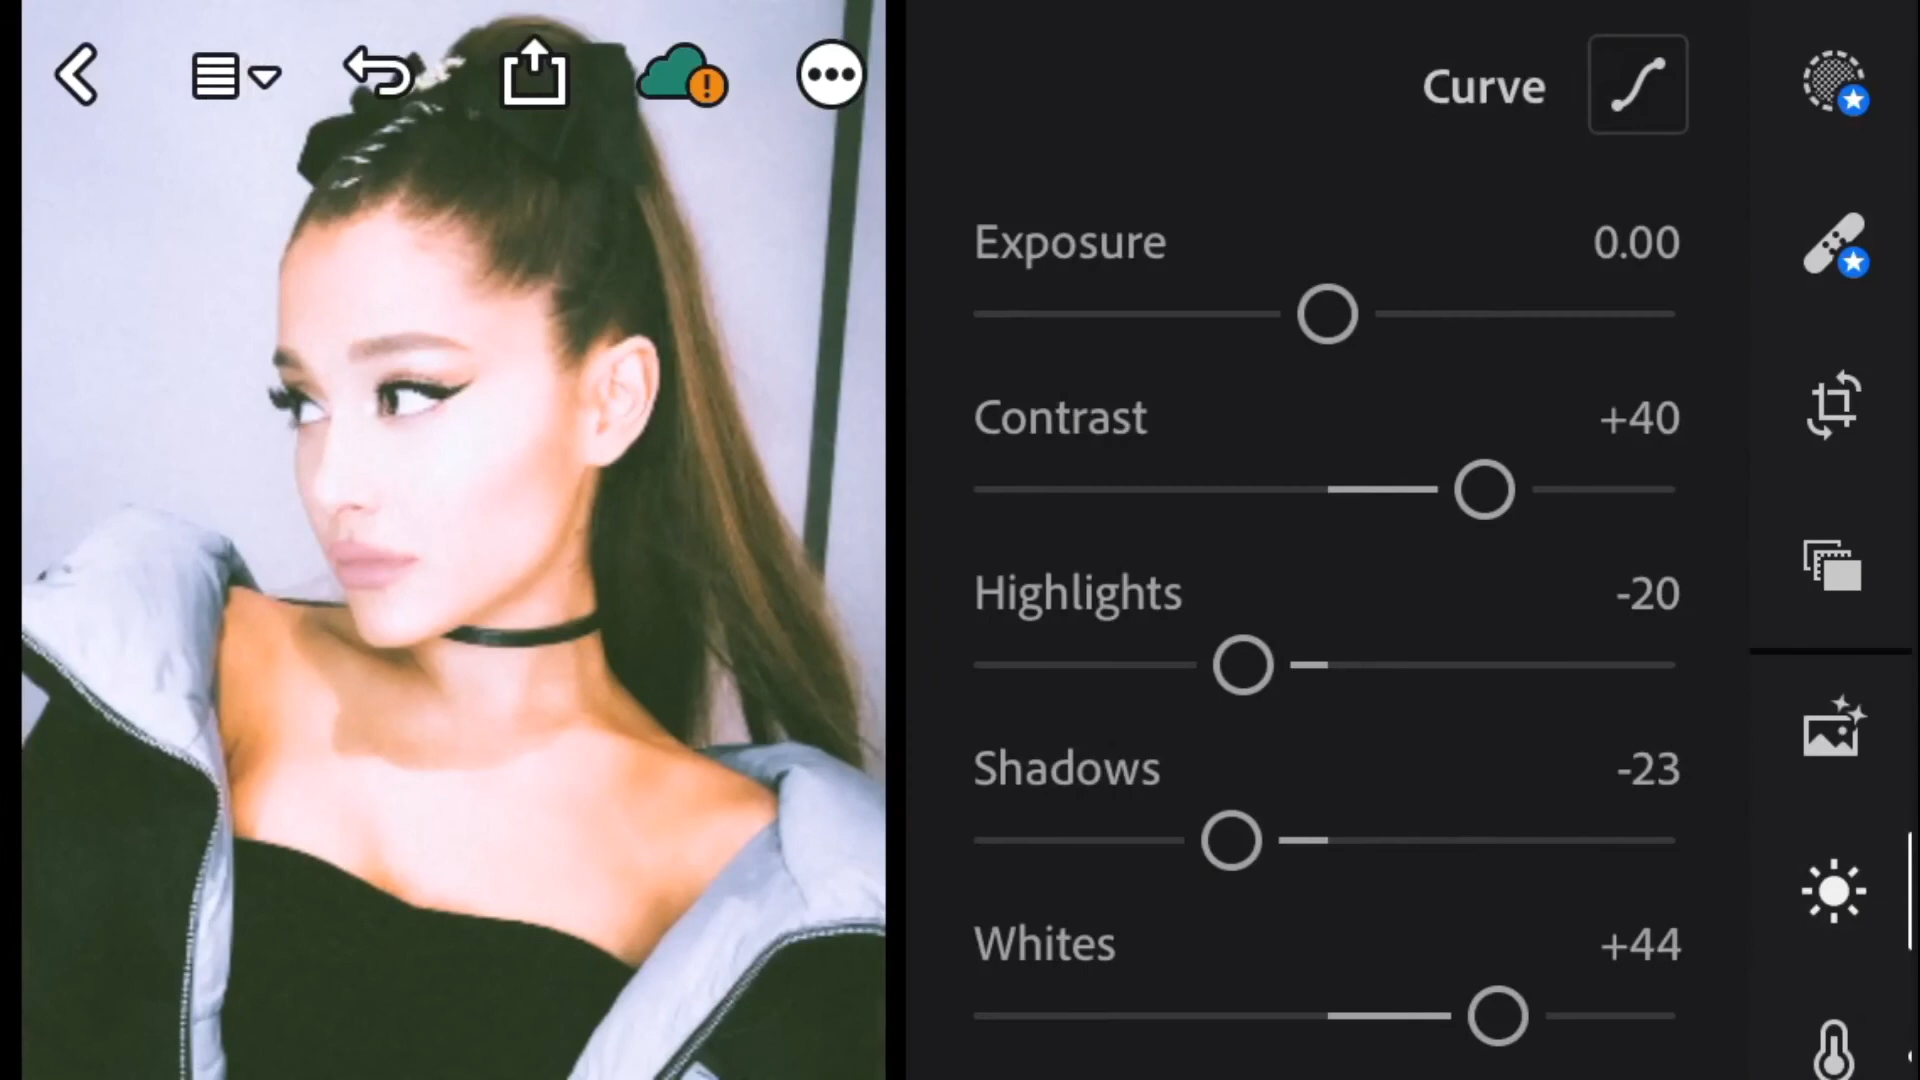 Curve
Exposure 0.00
Contrast +40
Highlights -20
Shadows -23
Whites +44